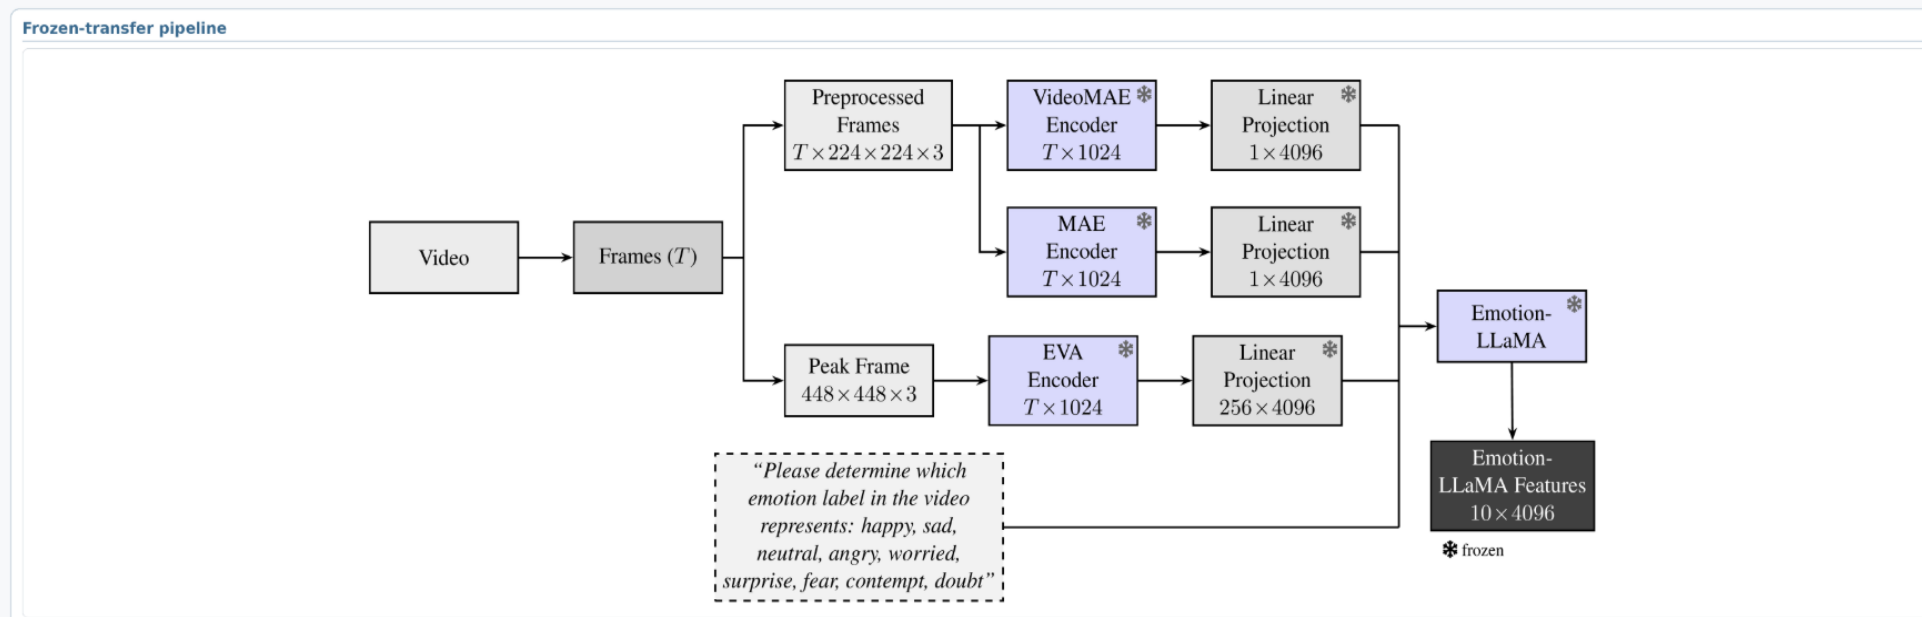 Frozen-transfer pipeline
Video
Frames (T)
Preprocessed
Frames
T×224×224×3
VideoMAE
Encoder
T×1024
Linear
Projection
1×4096
MAE
Encoder
T×1024
Linear
Projection
1×4096
Peak Frame
448×448×3
EVA
Encoder
T×1024
Linear
Projection
256×4096
“Please determine which
emotion label in the video
represents: happy, sad,
neutral, angry, worried,
surprise, fear, contempt, doubt”
Emotion-
LLaMA
Emotion-
LLaMA Features
10×4096
frozen